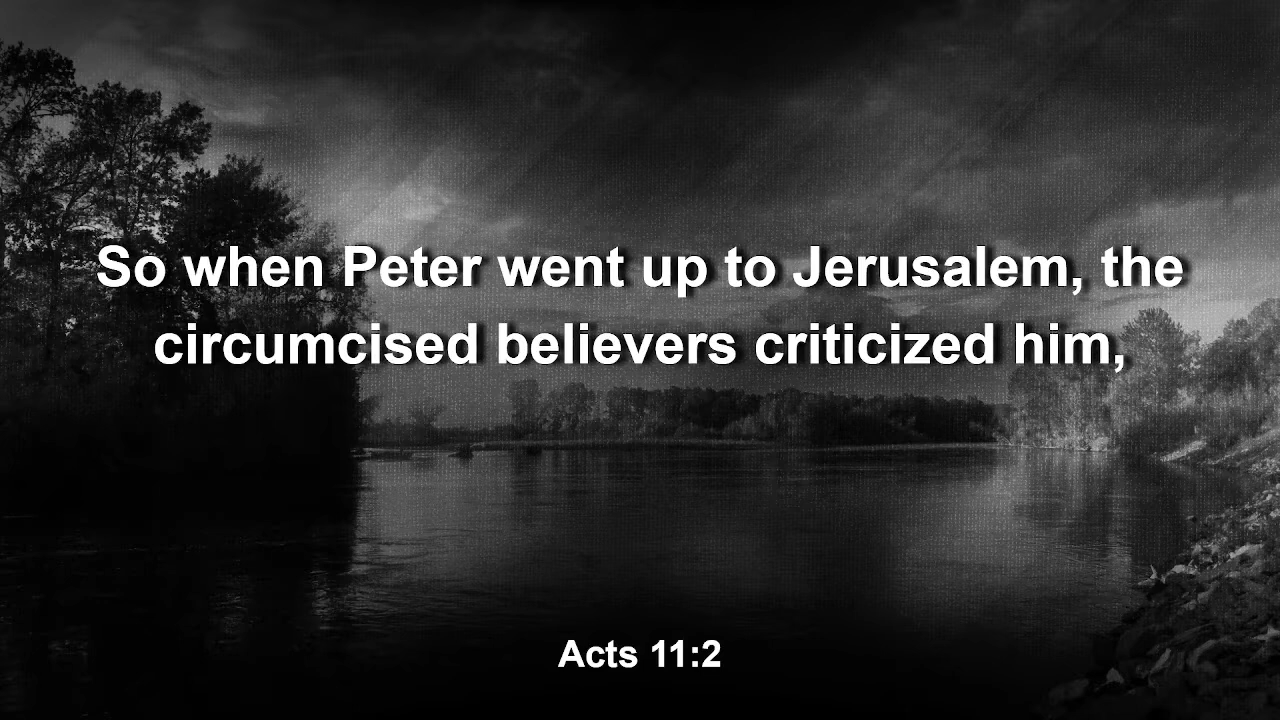 So when Peter went up to Jerusalem, the
circumcised believers criticized him,
Acts 11:2